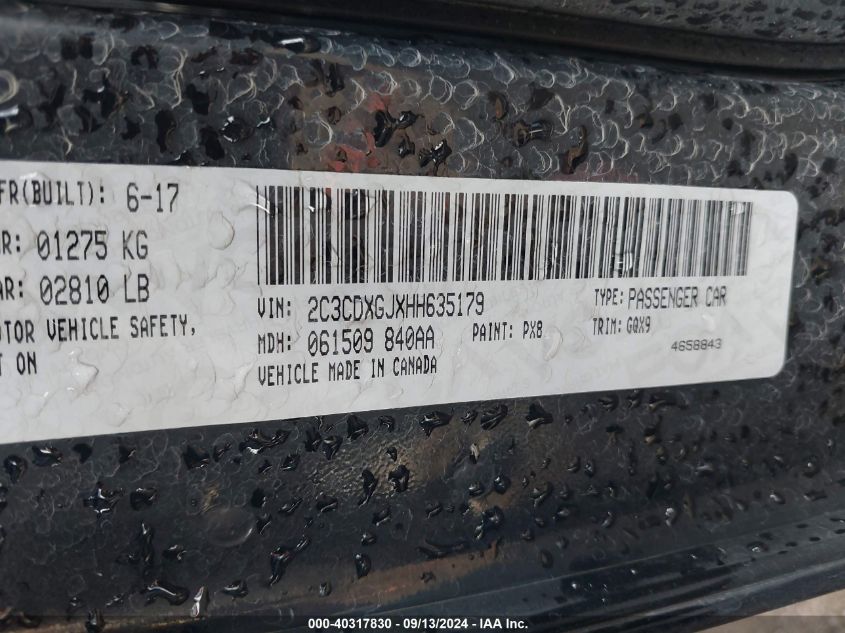 FR(BUILT): 6-17
R: 01275 KG
AR: 02810 LB
OTOR VEHICLE SAFETY,
T ON
VIN: 2C3CDXGJXHH635179
TYPE: PASSENGER CAR
MDH: 061509 840AA
PAINT: PX8
TRIM: GQX9
VEHICLE MADE IN CANADA
4658843
000-40317830 - 09/13/2024 - IAA Inc.